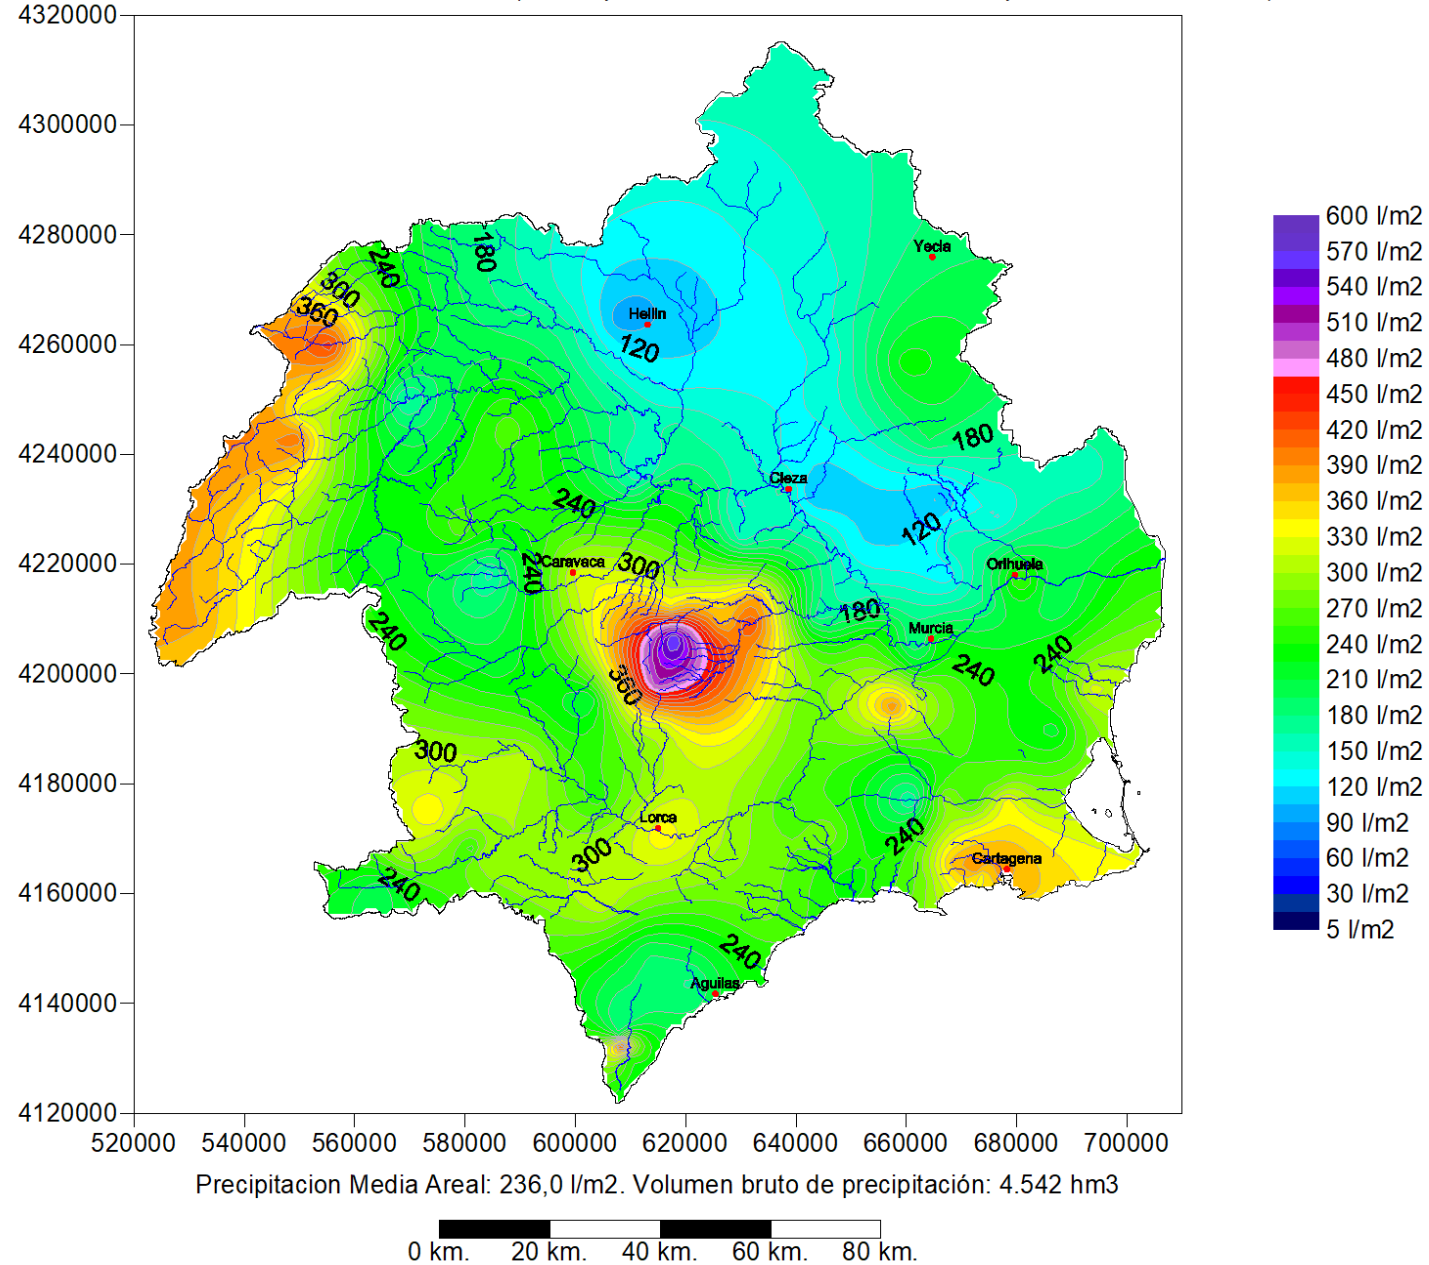 4320000
4300000
4280000
4260000
4240000
4220000
4200000
4180000
4160000
4140000
4120000
520000 540000 560000 580000 600000 620000 640000 660000 680000 700000
240
300
360
180
Yecla
Hellin
120
180
Cieza
240
120
Caravaca
240
300
Orihuela
180
Murcia
240
240
240
360
300
Lorca
300
240
Cartagena
240
240
Aguilas
600 l/m2
570 l/m2
540 l/m2
510 l/m2
480 l/m2
450 l/m2
420 l/m2
390 l/m2
360 l/m2
330 l/m2
300 l/m2
270 l/m2
240 l/m2
210 l/m2
180 l/m2
150 l/m2
120 l/m2
90 l/m2
60 l/m2
30 l/m2
5 l/m2
Precipitacion Media Areal: 236,0 l/m2. Volumen bruto de precipitación: 4.542 hm3
0 km. 20 km. 40 km. 60 km. 80 km.